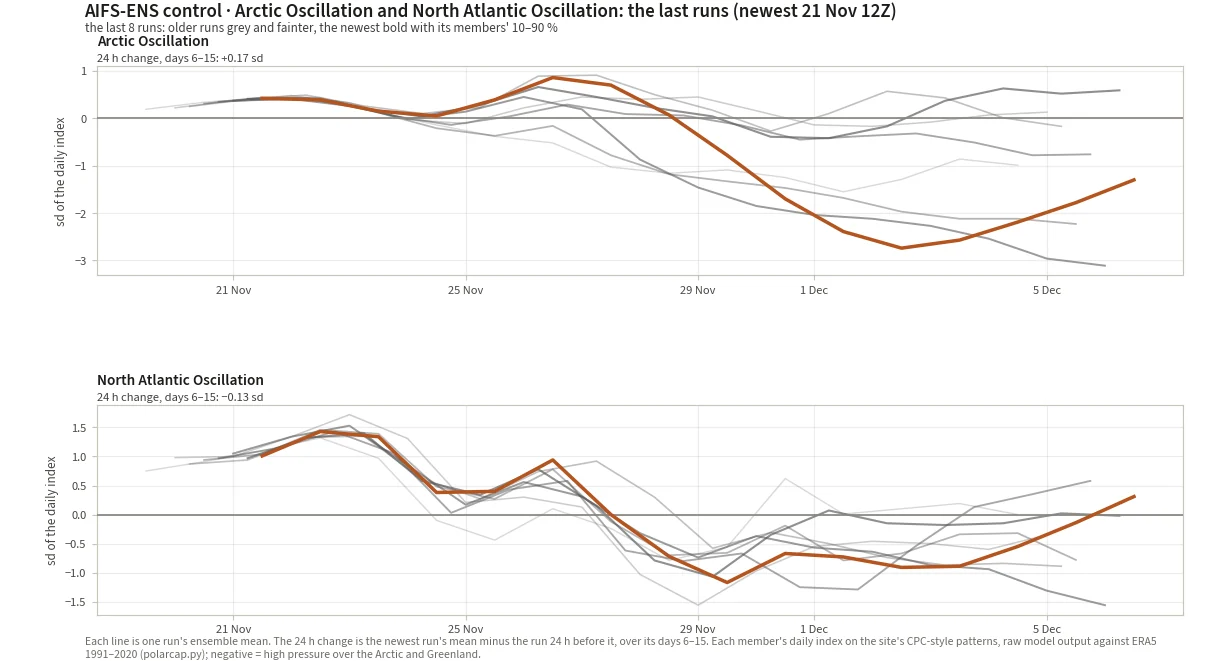 AIFS-ENS control · Arctic Oscillation and North Atlantic Oscillation: the last runs (newest 21 Nov 12Z)
the last 8 runs: older runs grey and fainter, the newest bold with its members' 10–90 %
Arctic Oscillation
24 h change, days 6–15: +0.17 sd
sd of the daily index
1
0
−1
−2
−3
21 Nov
25 Nov
29 Nov
1 Dec
5 Dec
North Atlantic Oscillation
24 h change, days 6–15: −0.13 sd
sd of the daily index
1.5
1.0
0.5
0.0
−0.5
−1.0
−1.5
21 Nov
25 Nov
29 Nov
1 Dec
5 Dec
Each line is one run's ensemble mean. The 24 h change is the newest run's mean minus the run 24 h before it, over its days 6–15. Each member's daily index on the site's CPC-style patterns, raw model output against ERA5
1991–2020 (polarcap.py); negative = high pressure over the Arctic and Greenland.